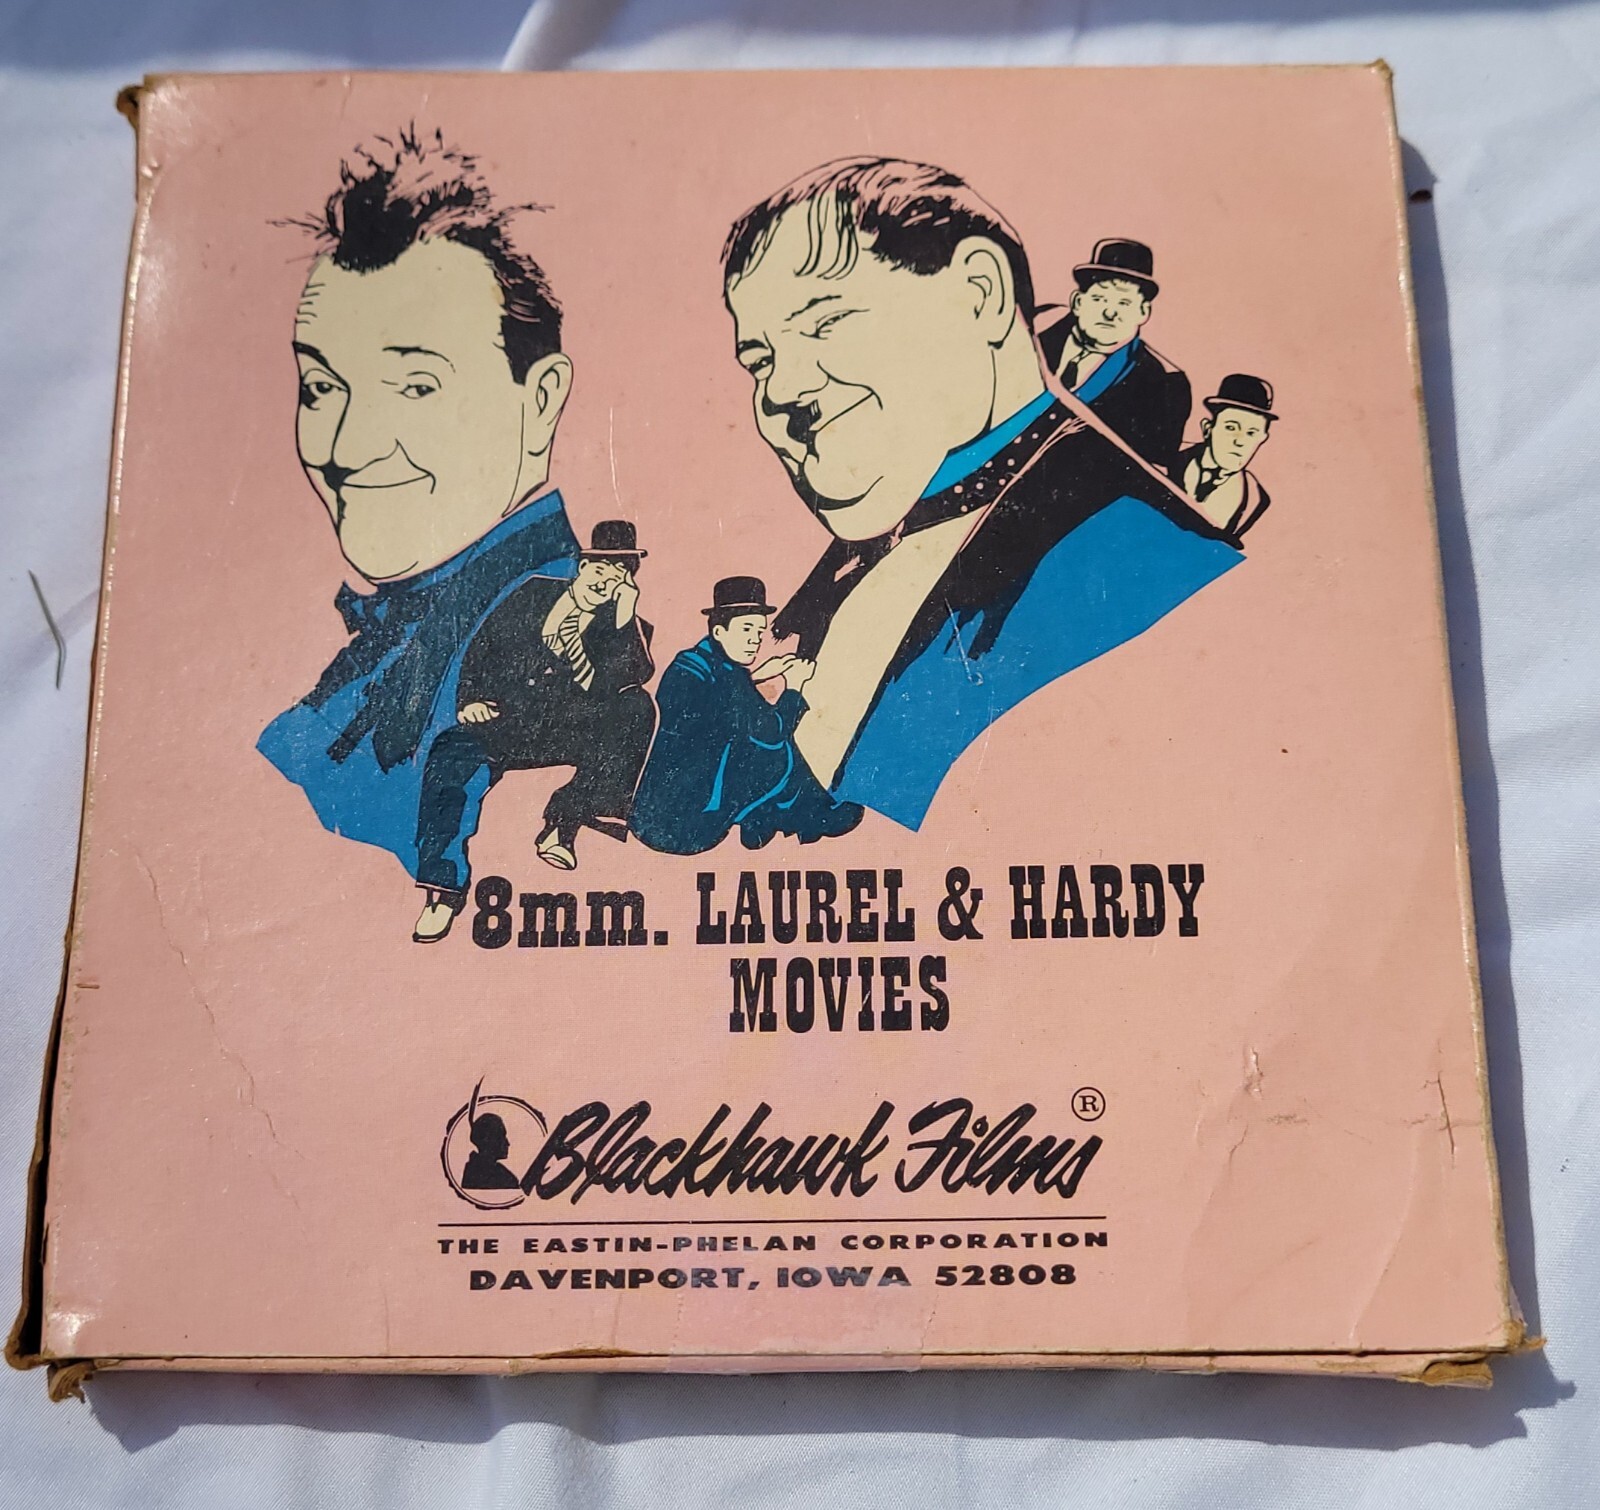 8mm. LAUREL & HARDY
MOVIES
Blackhawk Films ®
THE EASTIN-PHELAN CORPORATION
DAVENPORT, IOWA 52808